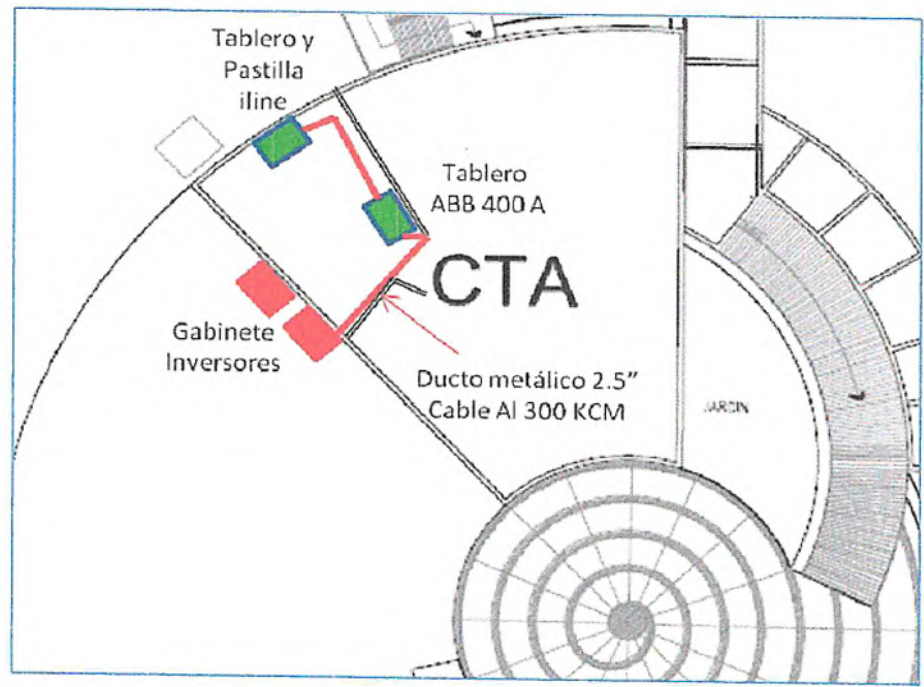 Tablero y
Pastilla
iline
Tablero
ABB 400 A
CTA
Gabinete
Inversores
Ducto metálico 2.5”
Cable Al 300 KCM
JARDIN